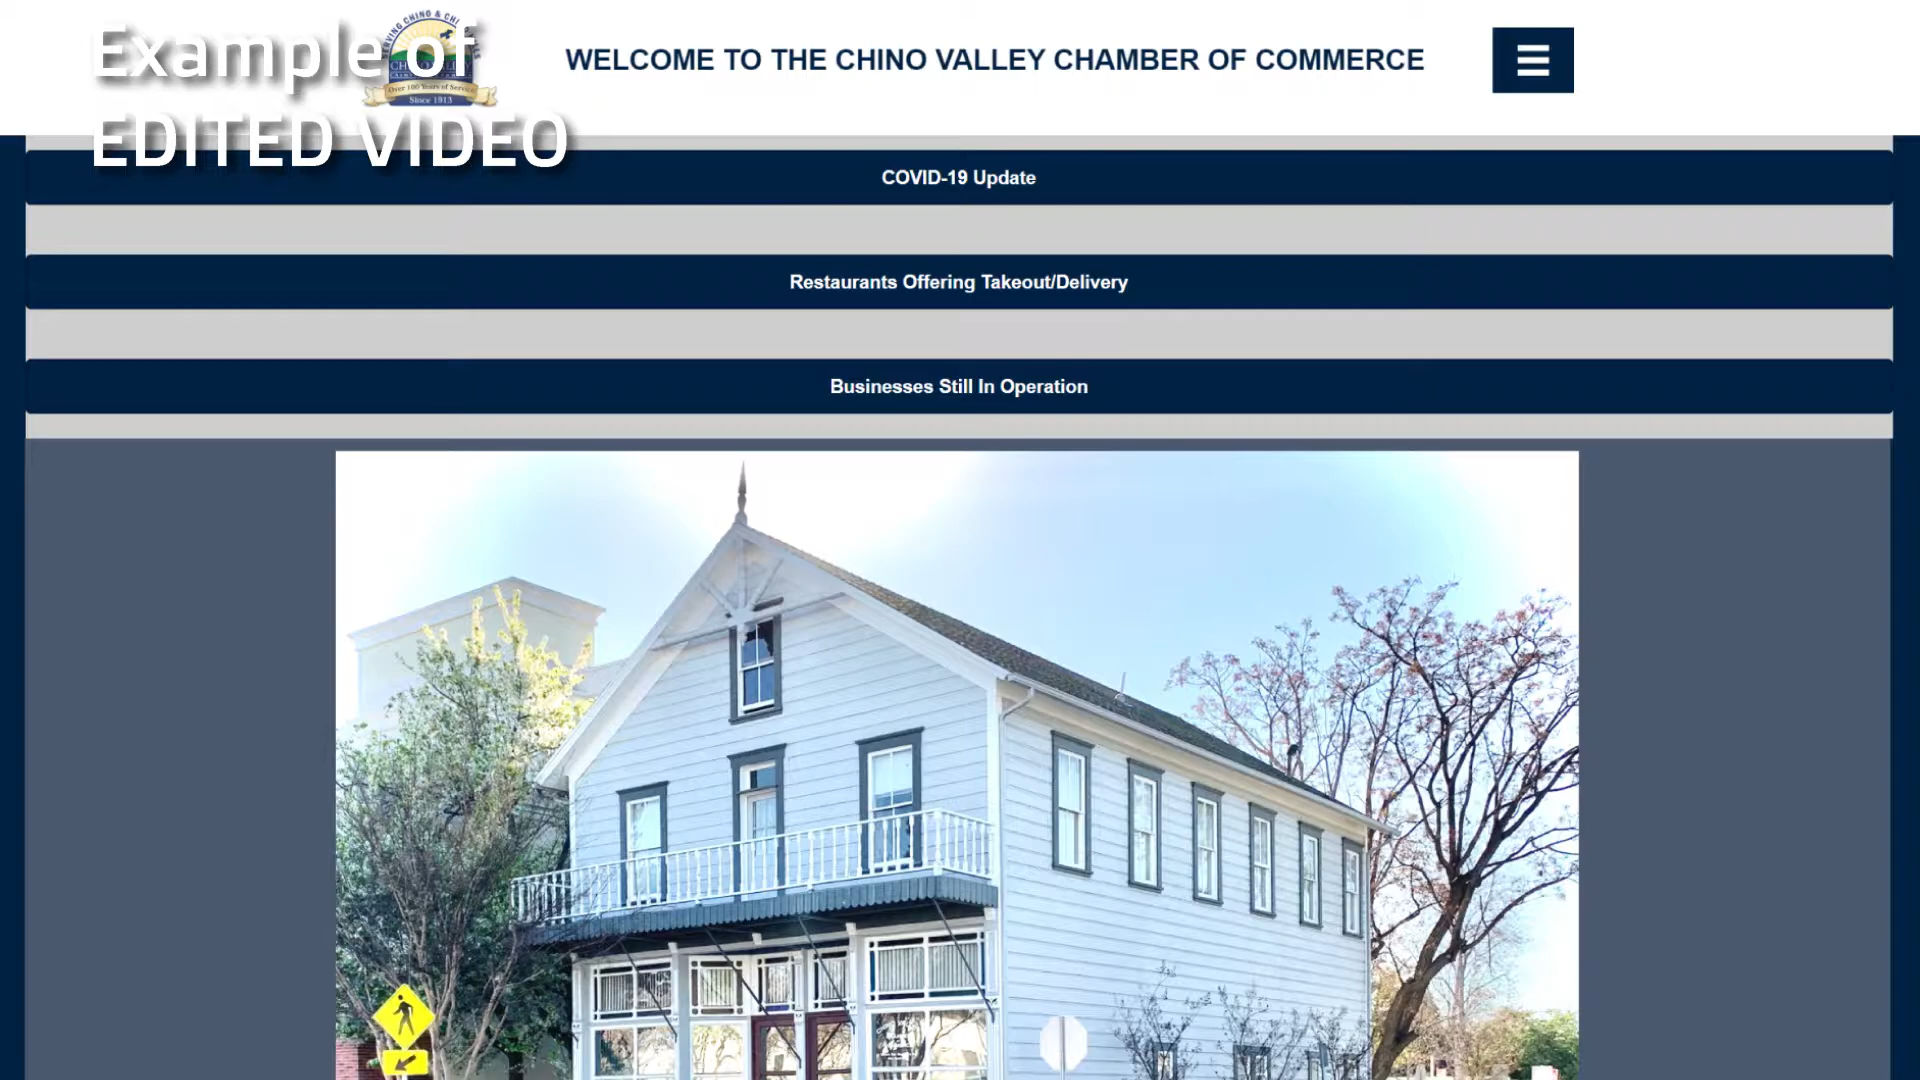 Example of
EDITED VIDEO
Over 100 Years of Service
Since 1913
WELCOME TO THE CHINO VALLEY CHAMBER OF COMMERCE
COVID-19 Update
Restaurants Offering Takeout/Delivery
Businesses Still In Operation